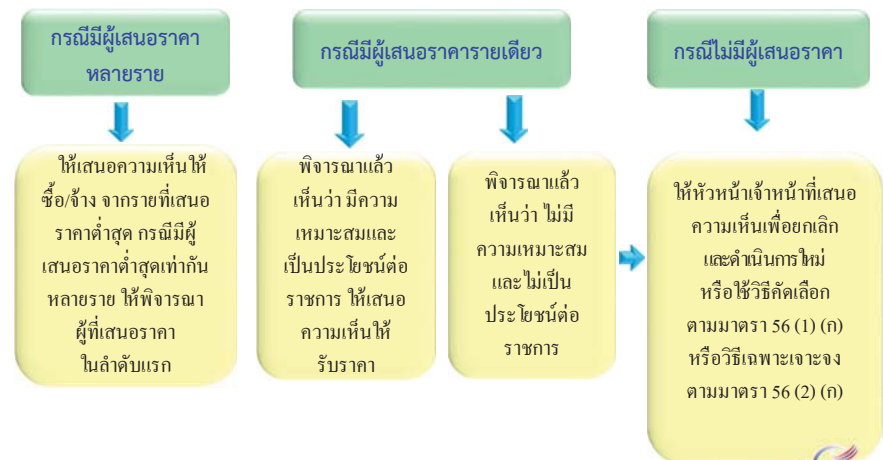 กรณีมีผู้เสนอราคา
หลายราย
ให้เสนอความเห็นให้
ซื้อ/จ้าง จากรายที่เสนอ
ราคาต่ำสุด กรณีมีผู้
เสนอราคาต่ำสุดเท่ากัน
หลายราย ให้พิจารณา
ผู้ที่เสนอราคา
ในลำดับแรก
กรณีมีผู้เสนอราคารายเดียว
พิจารณาแล้ว
เห็นว่า มีความ
เหมาะสมและ
เป็นประโยชน์ต่อ
ราชการ ให้เสนอ
ความเห็นให้
รับราคา
พิจารณาแล้ว
เห็นว่า ไม่มี
ความเหมาะสม
และไม่เป็น
ประโยชน์ต่อ
ราชการ
กรณีไม่มีผู้เสนอราคา
ให้หัวหน้าเจ้าหน้าที่เสนอ
ความเห็นเพื่อยกเลิก
และดำเนินการใหม่
หรือใช้วิธีคัดเลือก
ตามมาตรา 56 (1) (ก)
หรือวิธีเฉพาะเจาะจง
ตามมาตรา 56 (2) (ก)